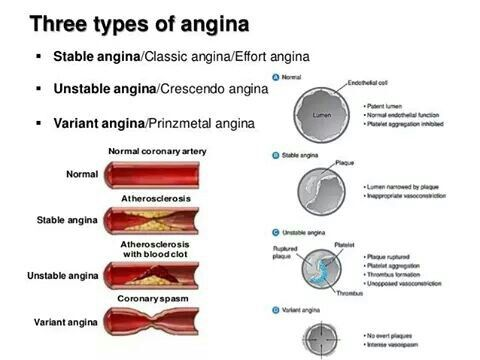 Three types of angina
▪ Stable angina/Classic angina/Effort angina
▪ Unstable angina/Crescendo angina
▪ Variant angina/Prinzmetal angina
Normal coronary artery
Normal
Atherosclerosis
Stable angina
Atherosclerosis
with blood clot
Unstable angina
Coronary spasm
Variant angina
A Normal
Endothelial cell
Lumen
• Patent lumen
• Normal endothelial function
• Platelet aggregation inhibited
B Stable angina
Plaque
• Lumen narrowed by plaque
• Inappropriate vasoconstriction
C Unstable angina
Ruptured
plaque
Platelet
Thrombus
• Plaque ruptured
• Platelet aggregation
• Thrombus formation
• Unopposed vasoconstriction
D Variant angina
• No overt plaques
• Intense vasospasm